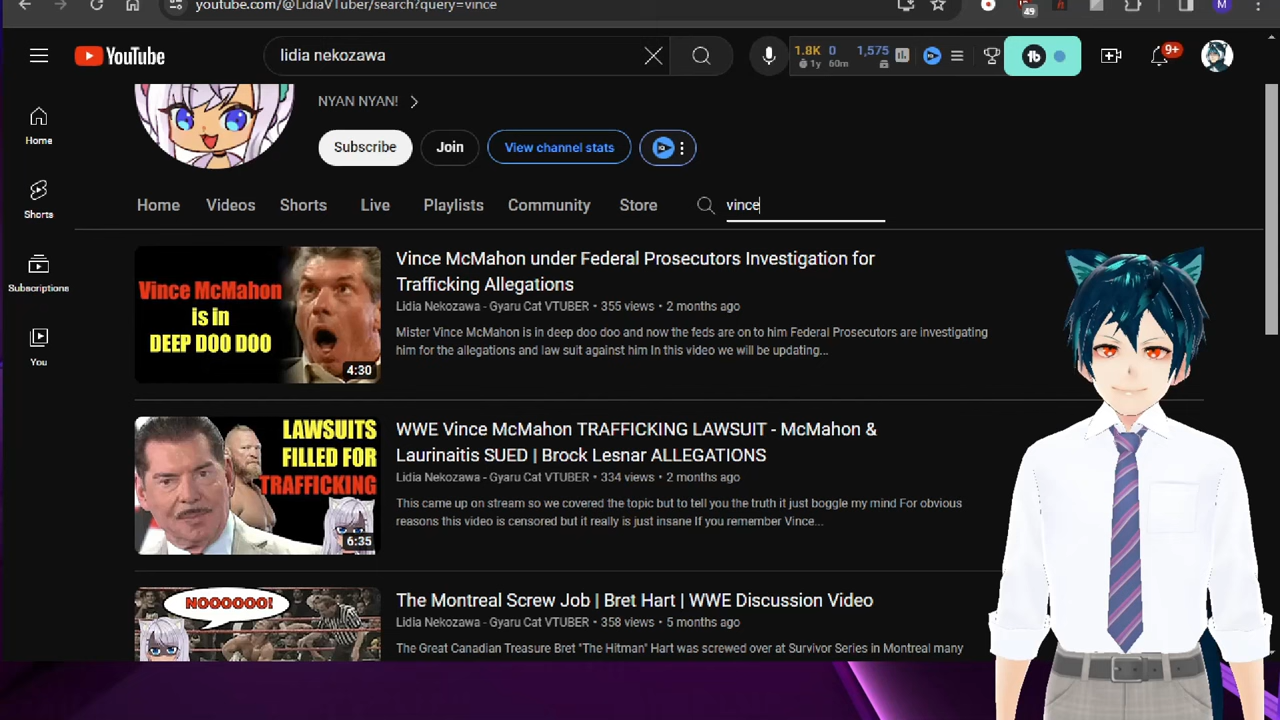 youtube.com/@LidiaVTuber/search?query=vince
49
M
YouTube
lidia nekozawa
1.8K 0 1,575
1y 60m
tb
9+
NYAN NYAN!
Subscribe
Join
View channel stats
Home
Shorts
Subscriptions
You
Home Videos Shorts Live Playlists Community Store vince
Vince McMahon
is in
DEEP DOO DOO
4:30
Vince McMahon under Federal Prosecutors Investigation for
Trafficking Allegations
Lidia Nekozawa - Gyaru Cat VTUBER • 355 views • 2 months ago
Mister Vince McMahon is in deep doo doo and now the feds are on to him Federal Prosecutors are investigating
him for the allegations and law suit against him In this video we will be updating...
LAWSUITS
FILLED FOR
TRAFFICKING
6:35
WWE Vince McMahon TRAFFICKING LAWSUIT - McMahon &
Laurinaitis SUED | Brock Lesnar ALLEGATIONS
Lidia Nekozawa - Gyaru Cat VTUBER • 334 views • 2 months ago
This came up on stream so we covered the topic but to tell you the truth it just boggle my mind For obvious
reasons this video is censored but it really is just insane If you remember Vince...
NOOOOOO!
The Montreal Screw Job | Bret Hart | WWE Discussion Video
Lidia Nekozawa - Gyaru Cat VTUBER • 358 views • 5 months ago
The Great Canadian Treasure Bret "The Hitman" Hart was screwed over at Survivor Series in Montreal many